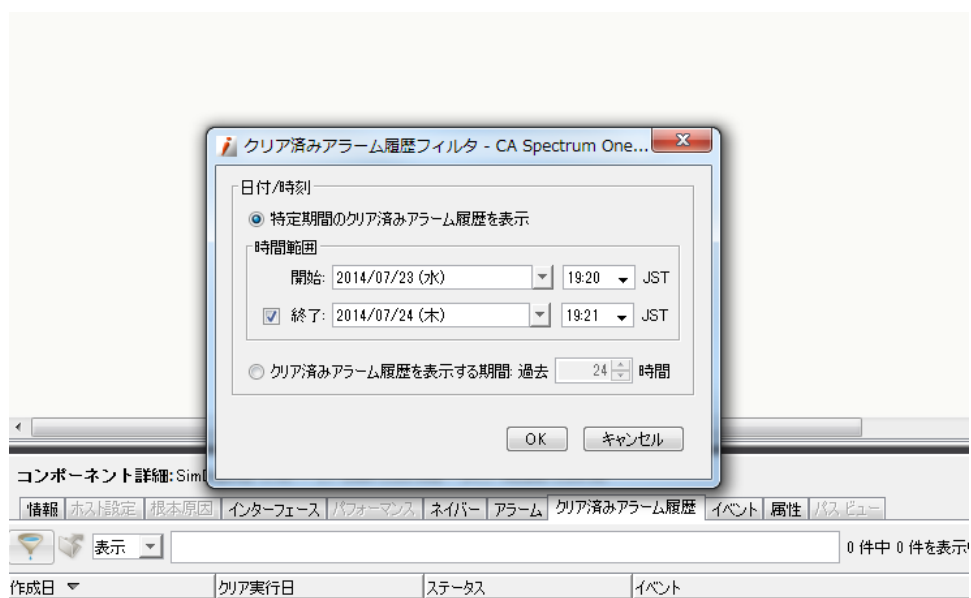 クリア済みアラーム履歴フィルタ - CA Spectrum One...
日付/時刻
特定期間のクリア済みアラーム履歴を表示
時間範囲
開始: 2014/07/23 (水) 19:20 JST
終了: 2014/07/24 (木) 19:21 JST
クリア済みアラーム履歴を表示する期間: 過去 24 時間
OK キャンセル
コンポーネント詳細: Sim
情報 ホスト設定 根本原因 インターフェース パフォーマンス ネイバー アラーム クリア済みアラーム履歴 イベント 属性 パス ビュー
表示 0 件中 0 件を表示
作成日 クリア実行日 ステータス イベント